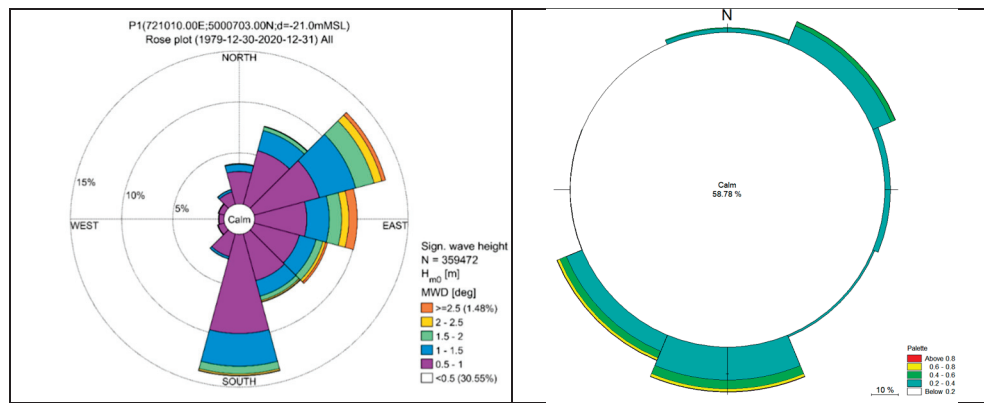 P1(721010.00E;5000703.00N;d=-21.0mMSL)
Rose plot (1979-12-30-2020-12-31) All
NORTH
15%
10%
5%
WEST
Calm
EAST
SOUTH
Sign. wave height
N = 359472
Hm0 [m]
MWD [deg]
>=2.5 (1.48%)
2 - 2.5
1.5 - 2
1 - 1.5
0.5 - 1
<0.5 (30.55%)
N
Calm
58.78 %
Palette
Above 0.8
0.6 - 0.8
0.4 - 0.6
0.2 - 0.4
Below 0.2
10 %